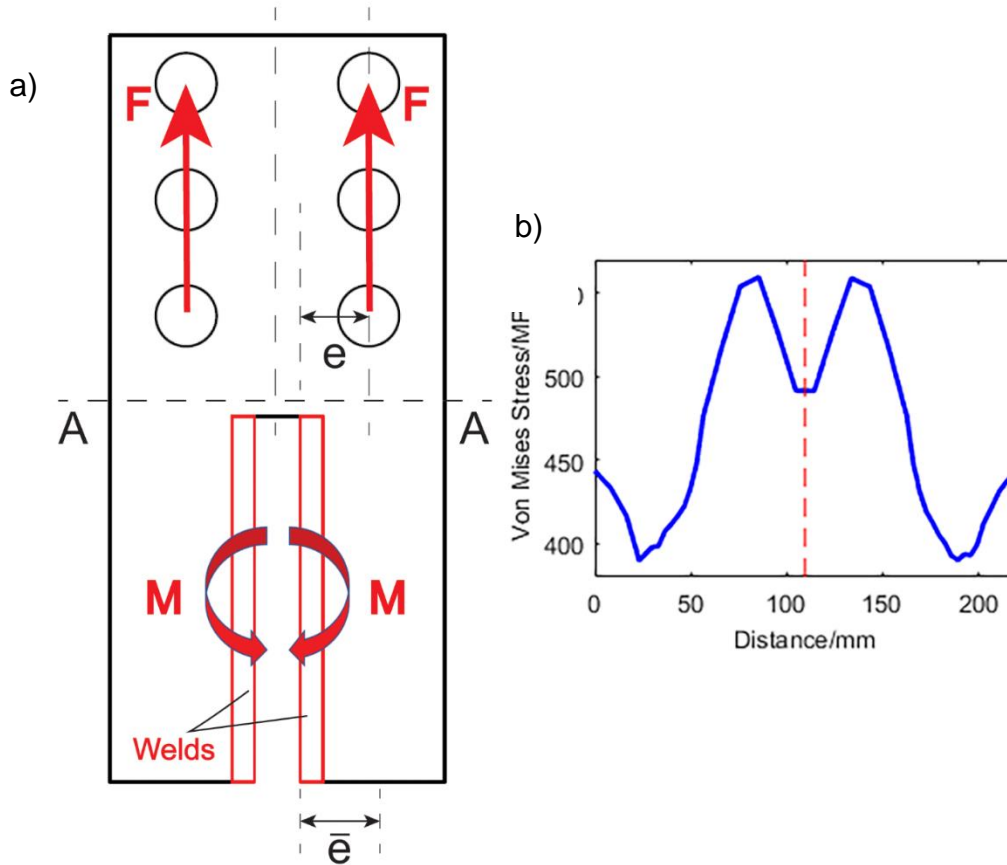 a)
F
F
e
A
A
M
M
Welds
e̅
b)
Von Mises Stress/MF
500
450
400
0
50
100
150
200
Distance/mm